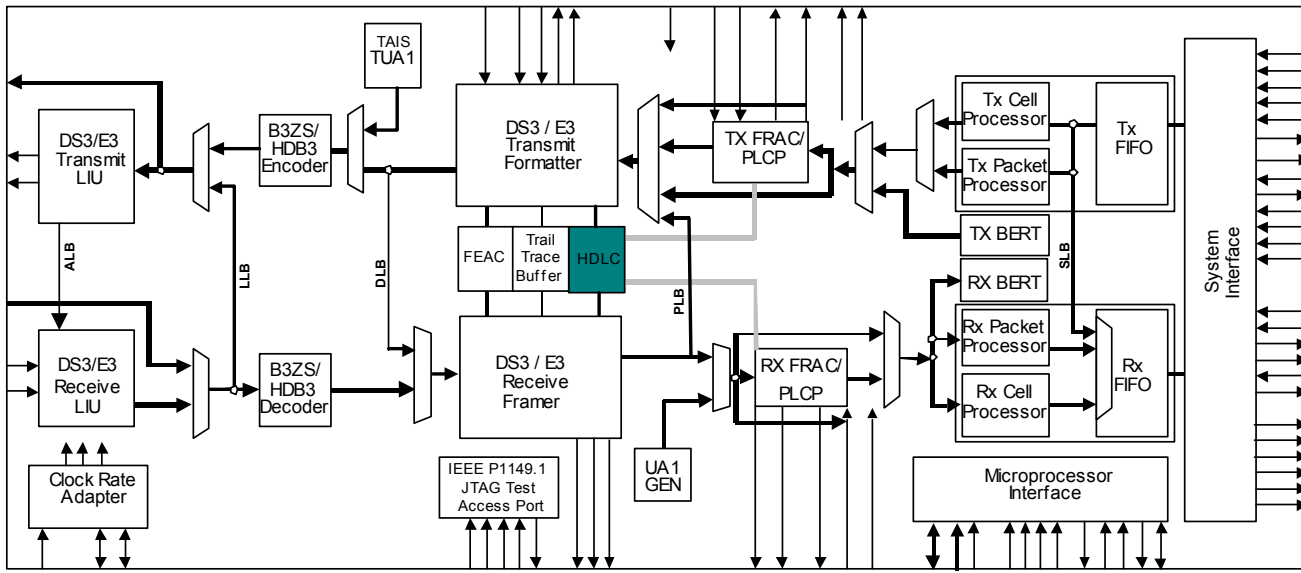 TAIS
TUA1
DS3/E3
Transmit
LIU
B3ZS/
HDB3
Encoder
DS3 / E3
Transmit
Formatter
TX FRAC/
PLCP
Tx Cell
Processor
Tx Packet
Processor
Tx
FIFO
TX BERT
RX BERT
System
Interface
ALB
LLB
DLB
FEAC
Trail
Trace
Buffer
HDLC
PLB
SLB
DS3/E3
Receive
LIU
B3ZS/
HDB3
Decoder
DS3 / E3
Receive
Framer
RX FRAC/
PLCP
Rx Packet
Processor
Rx Cell
Processor
Rx
FIFO
UA1
GEN
Clock Rate
Adapter
IEEE P1149.1
JTAG Test
Access Port
Microprocessor
Interface